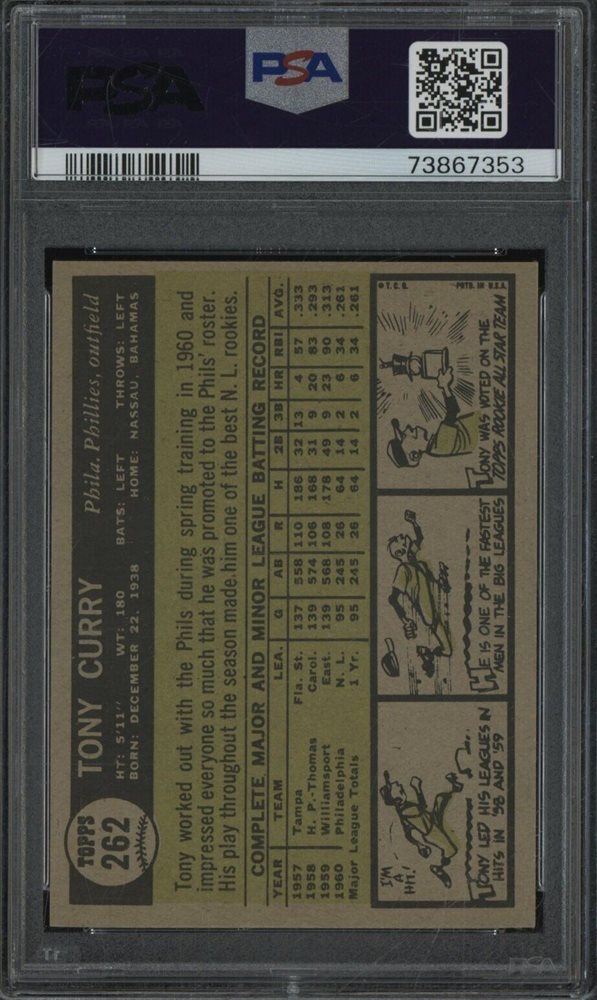 PSA
PSA
73867353
TOPPS
262
TONY CURRY
Phila. Phillies, outfield
HT: 5'11" WT: 180 BATS: LEFT THROWS: LEFT
BORN: DECEMBER 22, 1938 HOME: NASSAU, BAHAMAS
Tony worked out with the Phils during spring training in 1960 and
impressed everyone so much that he was promoted to the Phils' roster.
His play throughout the season made him one of the best N. L. rookies.
COMPLETE MAJOR AND MINOR LEAGUE BATTING RECORD
YEAR TEAM LEA. G AB R H 2B 3B HR RBI AVG.
1957 Tampa Fla. St. 137 558 110 186 32 13 4 57 .333
1958 H. P.-Thomas Carol. 139 574 106 168 31 9 20 83 .293
1959 Williamsport East. 139 568 108 178 49 9 23 90 .313
1960 Philadelphia N. L. 95 245 26 64 14 2 6 34 .261
Major League Totals 1 Yr. 95 245 26 64 14 2 6 34 .261
I'M
A
HIT!
TONY LED HIS LEAGUES IN
HITS IN '58 AND '59
HE IS ONE OF THE FASTEST
MEN IN THE BIG LEAGUES
© T. C. G. PRTD. IN U.S.A.
TONY WAS VOTED ON THE
TOPPS ROOKIE ALL STAR TEAM
PSA